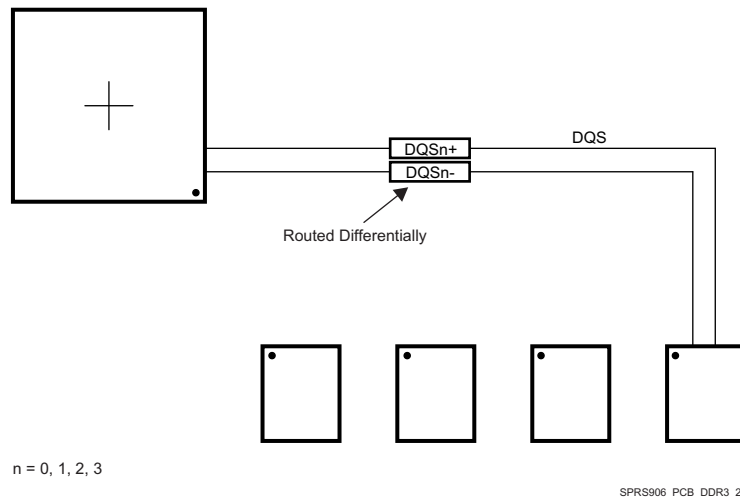 DQSn+
DQS
DQSn-
Routed Differentially
n = 0, 1, 2, 3
SPRS906_PCB_DDR3_2